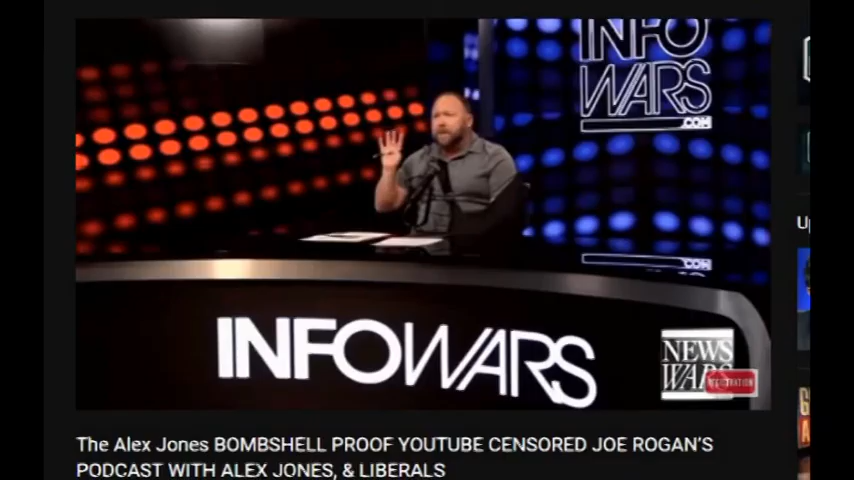 INFO
WARS
.COM
.COM
INFOWARS
NEWS
WARS
The Alex Jones BOMBSHELL PROOF YOUTUBE CENSORED JOE ROGAN'S
PODCAST WITH ALEX JONES, & LIBERALS